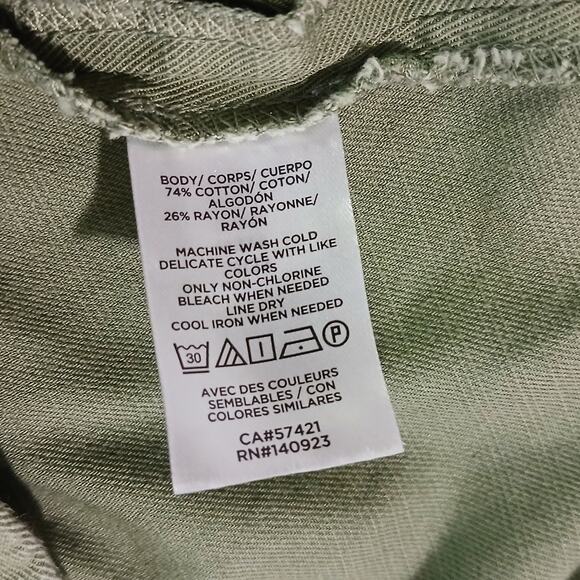 BODY/ CORPS/ CUERPO
74% COTTON/ COTON/
ALGODÓN
26% RAYON/ RAYONNE/
RAYÓN
MACHINE WASH COLD
DELICATE CYCLE WITH LIKE
COLORS
ONLY NON-CHLORINE
BLEACH WHEN NEEDED
LINE DRY
COOL IRON WHEN NEEDED
30 P
AVEC DES COULEURS
SEMBLABLES / CON
COLORES SIMILARES
CA#57421
RN#140923